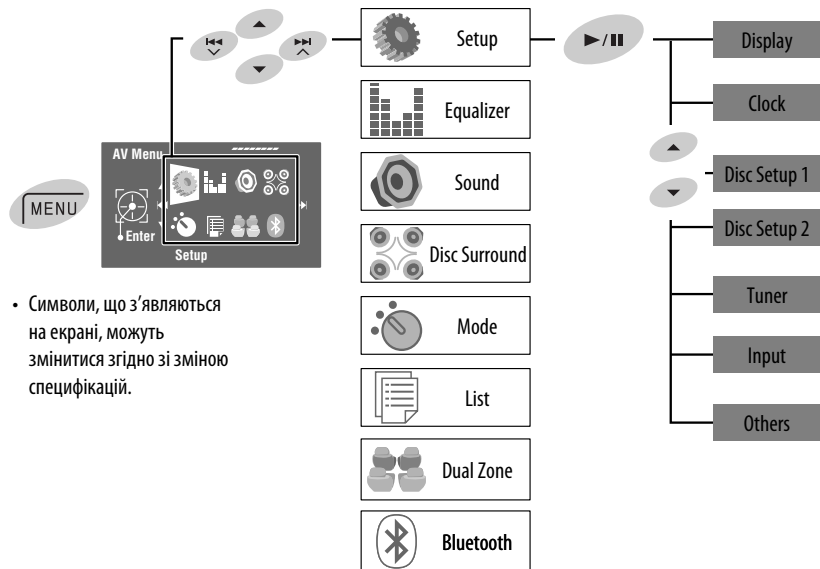 MENU
AV Menu
Enter
Setup
• Символи, що з’являються
на екрані, можуть
змінитися згідно зі зміною
специфікацій.
Setup
Equalizer
Sound
Disc Surround
Mode
List
Dual Zone
Bluetooth
Display
Clock
Disc Setup 1
Disc Setup 2
Tuner
Input
Others